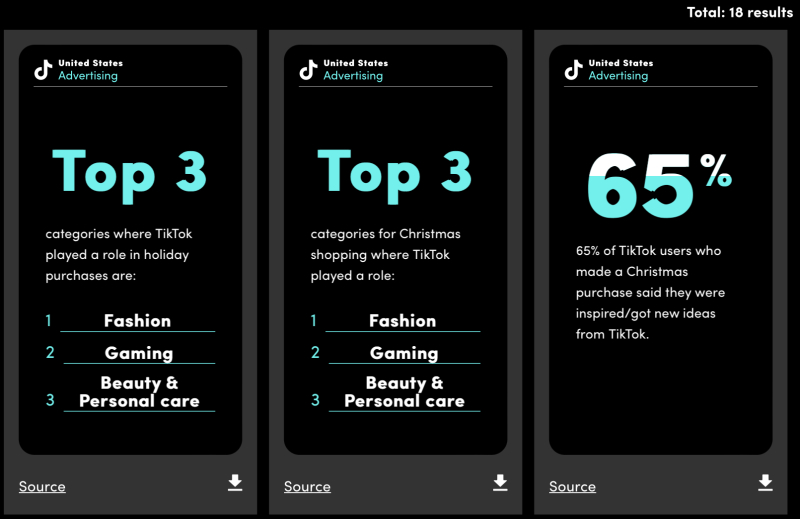 Total: 18 results
United States
Advertising
Top 3
categories where TikTok
played a role in holiday
purchases are:
1 Fashion
2 Gaming
Beauty &
3 Personal care
Source
United States
Advertising
Top 3
categories for Christmas
shopping where TikTok
played a role:
1 Fashion
2 Gaming
Beauty &
3 Personal care
Source
United States
Advertising
65%
65% of TikTok users who
made a Christmas
purchase said they were
inspired/got new ideas
from TikTok.
Source